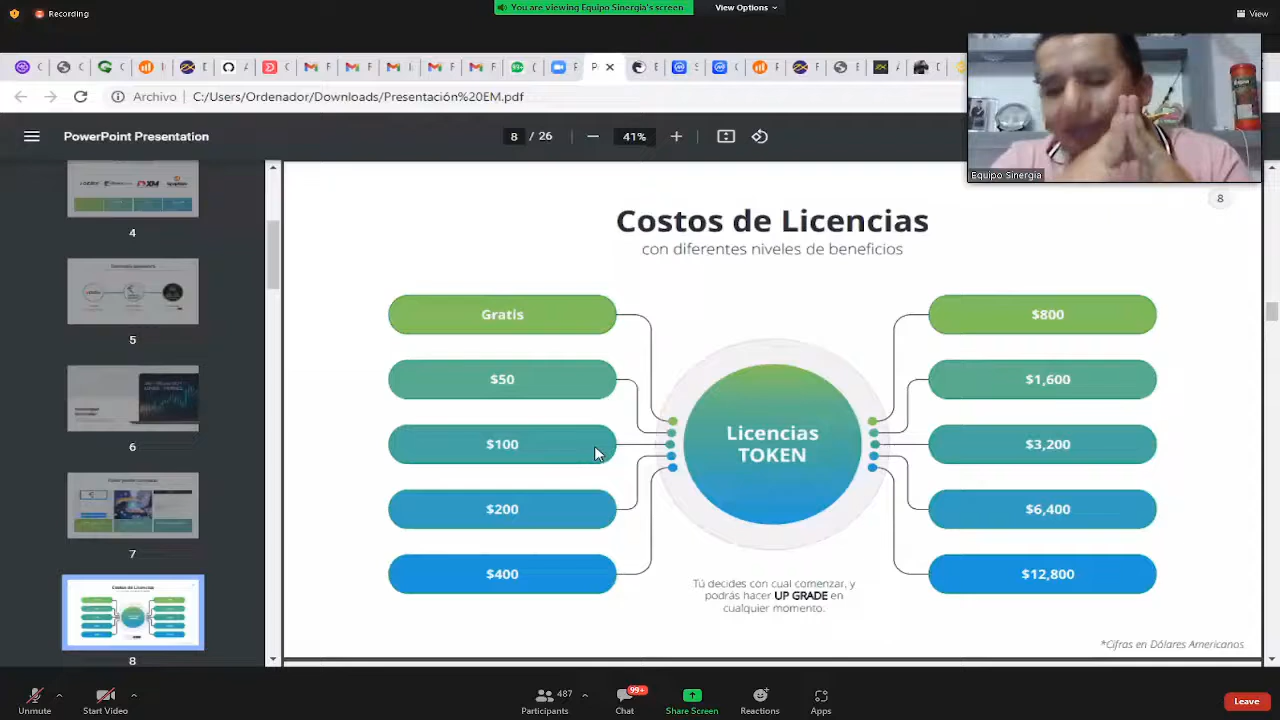 Recording
You are viewing Equipo Sinergia's screen
View Options
View
Archivo
C:/Users/Ordenador/Downloads/Presentación%20EM.pdf
PowerPoint Presentation
8 / 26
41%
Equipo Sinergia
8
4
5
6
7
8
Costos de Licencias
con diferentes niveles de beneficios
Gratis
$50
$100
$200
$400
Licencias
TOKEN
$800
$1,600
$3,200
$6,400
$12,800
Tú decides con cual comenzar, y
podrás hacer UP GRADE en
cualquier momento.
*Cifras en Dólares Americanos
Unmute
Start Video
487
Participants
99+
Chat
Share Screen
Reactions
Apps
Leave